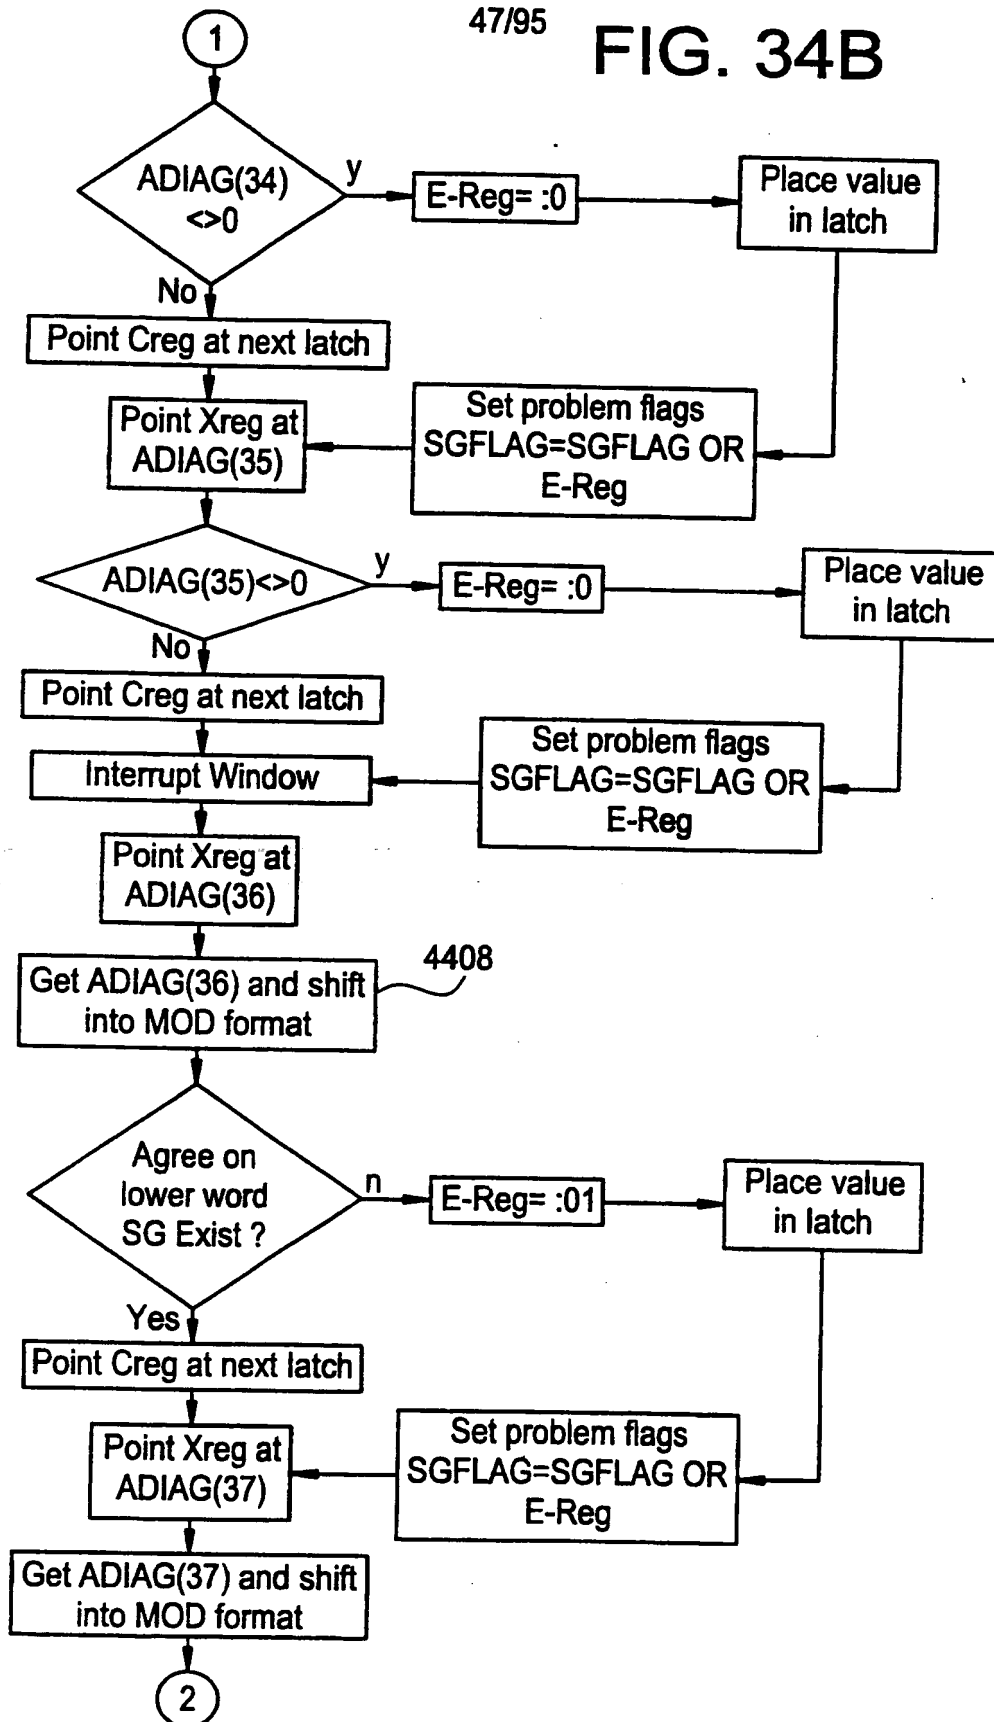 47/95
FIG. 34B
1
ADIAG(34)
<>0
y
E-Reg= :0
Place value
in latch
No
Point Creg at next latch
Point Xreg at
ADIAG(35)
Set problem flags
SGFLAG=SGFLAG OR
E-Reg
ADIAG(35)<>0
y
E-Reg= :0
Place value
in latch
No
Point Creg at next latch
Interrupt Window
Set problem flags
SGFLAG=SGFLAG OR
E-Reg
Point Xreg at
ADIAG(36)
Get ADIAG(36) and shift
into MOD format
4408
Agree on
lower word
SG Exist ?
n
E-Reg= :01
Place value
in latch
Yes
Point Creg at next latch
Point Xreg at
ADIAG(37)
Set problem flags
SGFLAG=SGFLAG OR
E-Reg
Get ADIAG(37) and shift
into MOD format
2